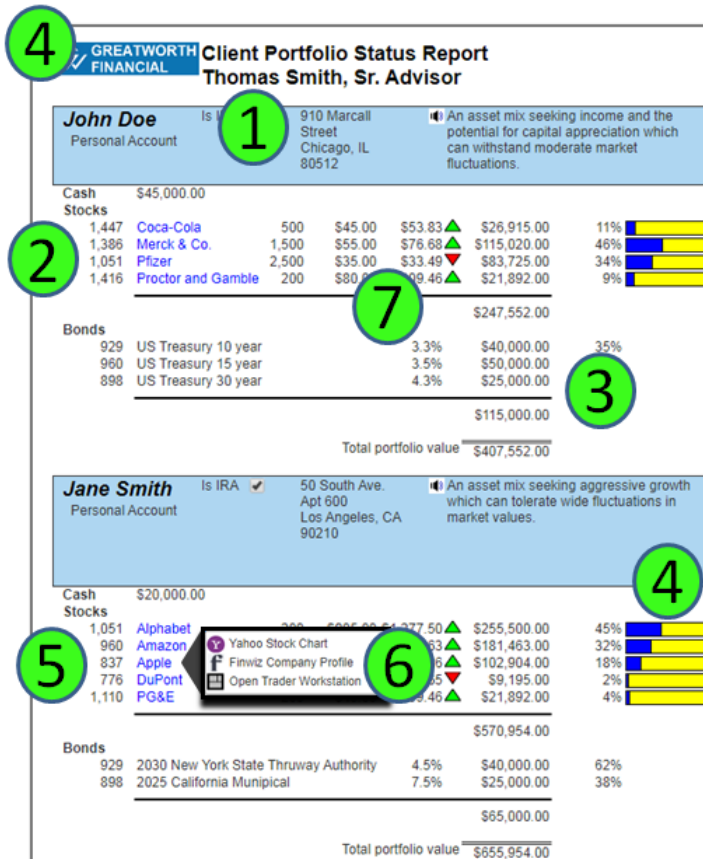 4
GREATWORTH
FINANCIAL
Client Portfolio Status Report
Thomas Smith, Sr. Advisor
John Doe
Personal Account
Is
1
910 Marcall
Street
Chicago, IL
80512
An asset mix seeking income and the
potential for capital appreciation which
can withstand moderate market
fluctuations.
Cash $45,000.00
Stocks
2
1,447 Coca-Cola 500 $45.00 $53.83 $26,915.00 11%
1,386 Merck & Co. 1,500 $55.00 $76.68 $115,020.00 46%
1,051 Pfizer 2,500 $35.00 $33.49 $83,725.00 34%
1,416 Proctor and Gamble 200 $80. 9.46 $21,892.00 9%
7
$247,552.00
Bonds
929 US Treasury 10 year 3.3% $40,000.00 35%
960 US Treasury 15 year 3.5% $50,000.00
898 US Treasury 30 year 4.3% $25,000.00
3
$115,000.00
Total portfolio value $407,552.00
Jane Smith
Personal Account
Is IRA
50 South Ave.
Apt 600
Los Angeles, CA
90210
An asset mix seeking aggressive growth
which can tolerate wide fluctuations in
market values.
4
Cash $20,000.00
Stocks
5
1,051 Alphabet 377.50 $255,500.00 45%
960 Amazon 63 $181,463.00 32%
837 Apple 6 $102,904.00 18%
776 DuPont 5 $9,195.00 2%
1,110 PG&E 9.46 $21,892.00 4%
Yahoo Stock Chart
Finwiz Company Profile
Open Trader Workstation
6
$570,954.00
Bonds
929 2030 New York State Thruway Authority 4.5% $40,000.00 62%
898 2025 California Munipical 7.5% $25,000.00 38%
$65,000.00
Total portfolio value $655,954.00